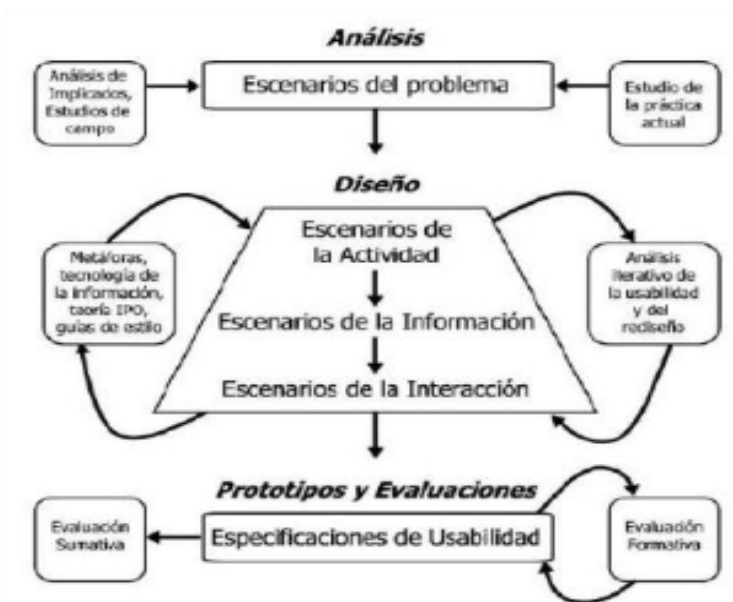 Análisis
Análisis de
Implicados,
Estudios de
campo
Escenarios del problema
Estudio de
la práctica
actual
Diseño
Metáforas,
tecnología de
la información,
teoría IPO,
guías de estilo
Escenarios de
la Actividad
Escenarios de la Información
Escenarios de la Interacción
Análisis
iterativo de
la usabilidad
y del
rediseño
Prototipos y Evaluaciones
Evaluación
Sumativa
Especificaciones de Usabilidad
Evaluación
Formativa